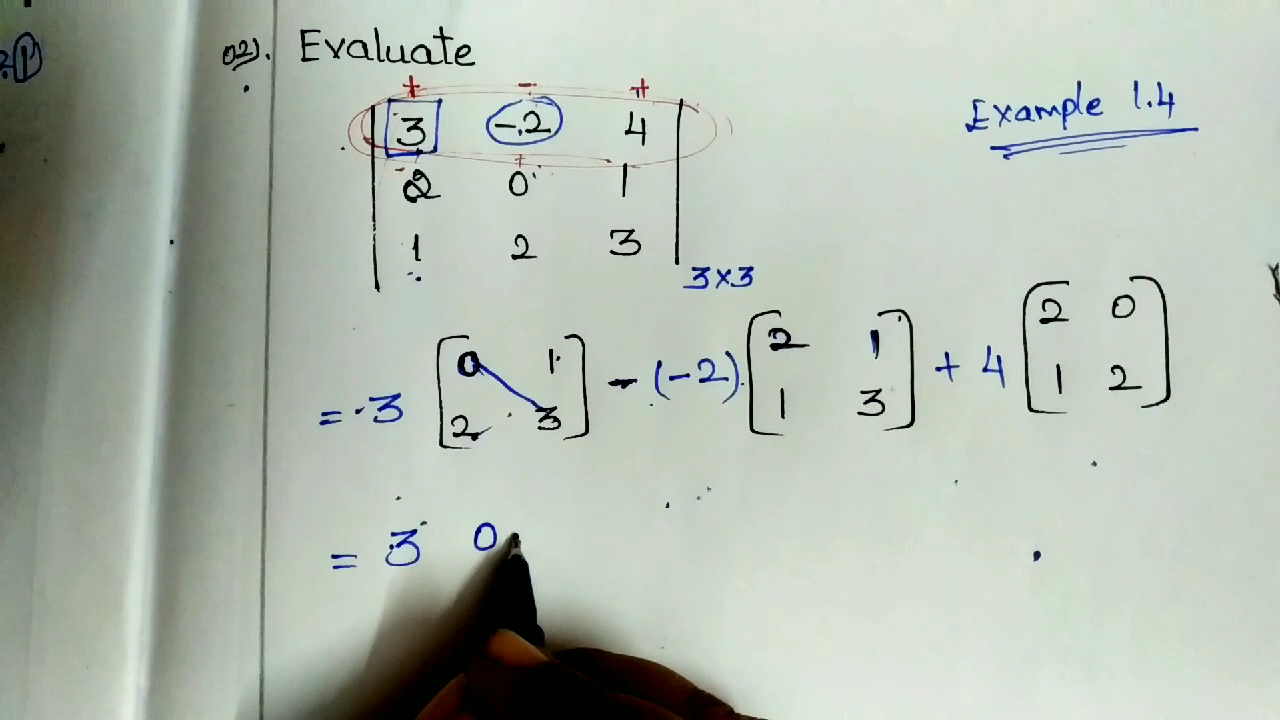 Q2). Evaluate
Example 1.4
+ - +
3 -2 4
2 0 1
1 2 3
3×3
= 3 [0 1 - (-2) [2 1 + 4 [2 0
2 3] 1 3] 1 2]
= 3 0